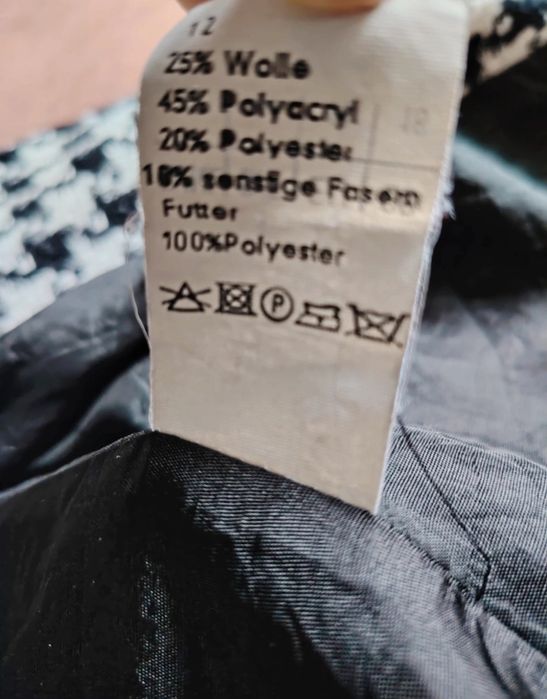 12
25% Wolle
45% Polyacryl
20% Polyester
10% sonstige Fasern
Futter
100%Polyester
P